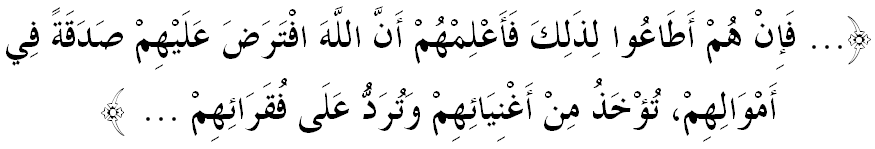 ﴿... فَإِنْ هُمْ أَطَاعُوا لِذَلِكَ فَأَعْلِمْهُمْ أَنَّ اللَّهَ افْتَرَضَ عَلَيْهِمْ صَدَقَةً فِي
أَمْوَالِهِمْ، تُؤْخَذُ مِنْ أَغْنِيَائِهِمْ وَتُرَدُّ عَلَى فُقَرَائِهِمْ ... ﴾